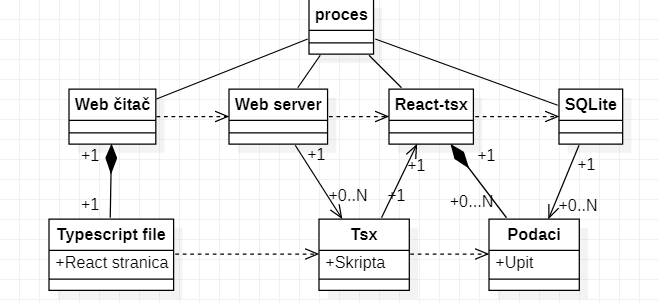 proces
Web čitač
Web server
React-tsx
SQLite
+1
+1
+1
+1
+1
+1
+0..N
+1
+0...N
+0..N
Typescript file
+React stranica
Tsx
+Skripta
Podaci
+Upit